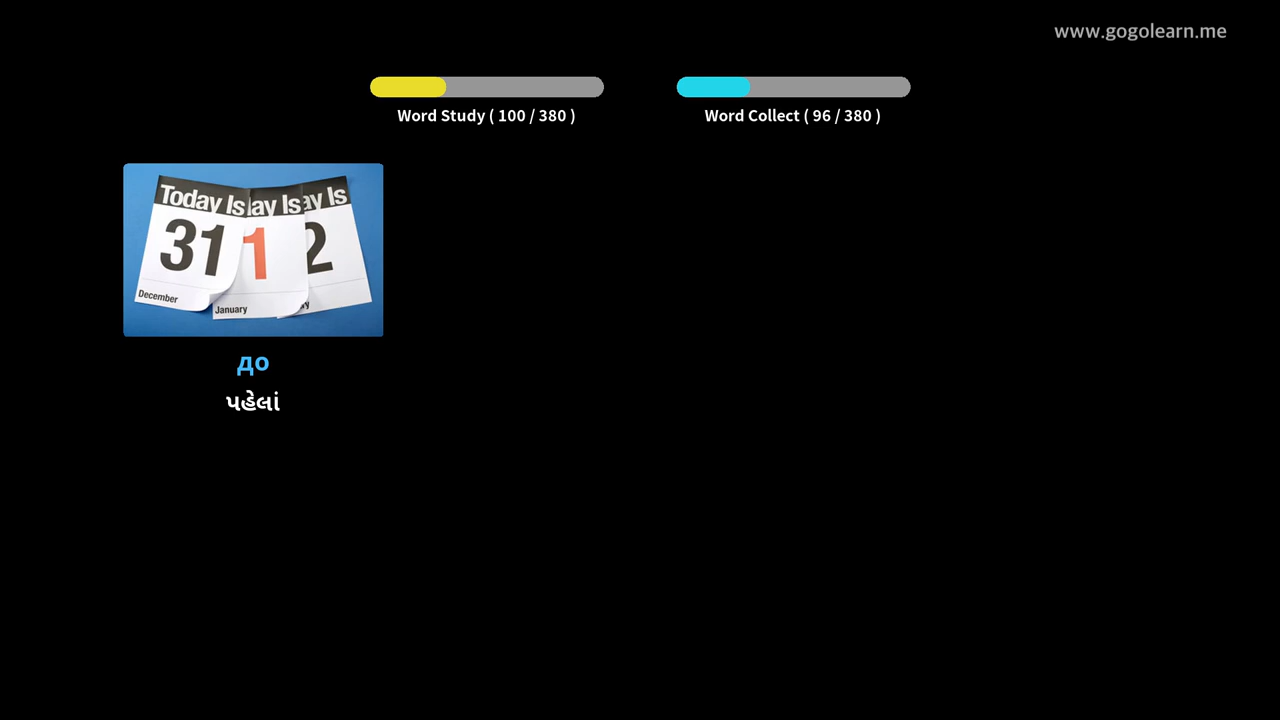 www.gogolearn.me
Word Study ( 100 / 380 )
Word Collect ( 96 / 380 )
Today Is
ay Is
ay Is
31
1
2
December
January
ry
до
પહેલાં